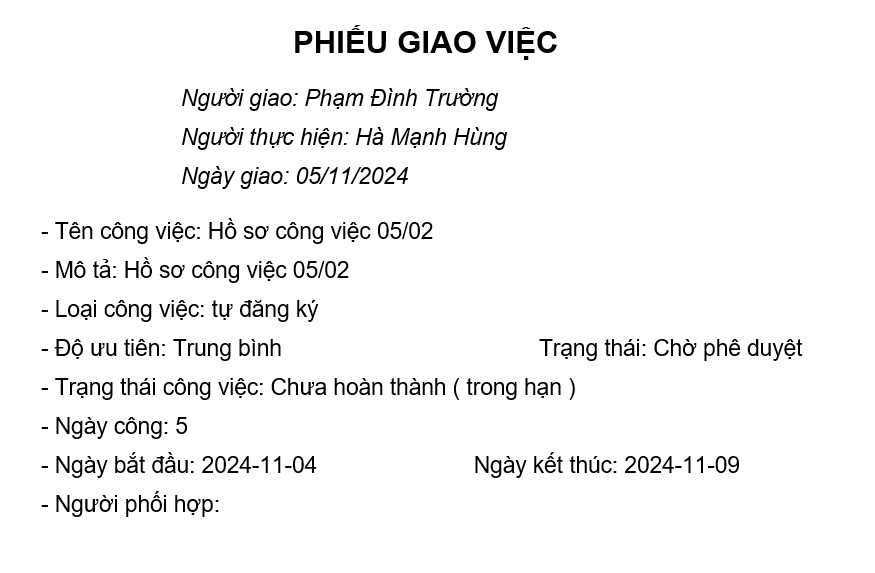 PHIẾU GIAO VIỆC
Người giao: Phạm Đình Trường
Người thực hiện: Hà Mạnh Hùng
Ngày giao: 05/11/2024
- Tên công việc: Hồ sơ công việc 05/02
- Mô tả: Hồ sơ công việc 05/02
- Loại công việc: tự đăng ký
- Độ ưu tiên: Trung bình Trạng thái: Chờ phê duyệt
- Trạng thái công việc: Chưa hoàn thành ( trong hạn )
- Ngày công: 5
- Ngày bắt đầu: 2024-11-04 Ngày kết thúc: 2024-11-09
- Người phối hợp: